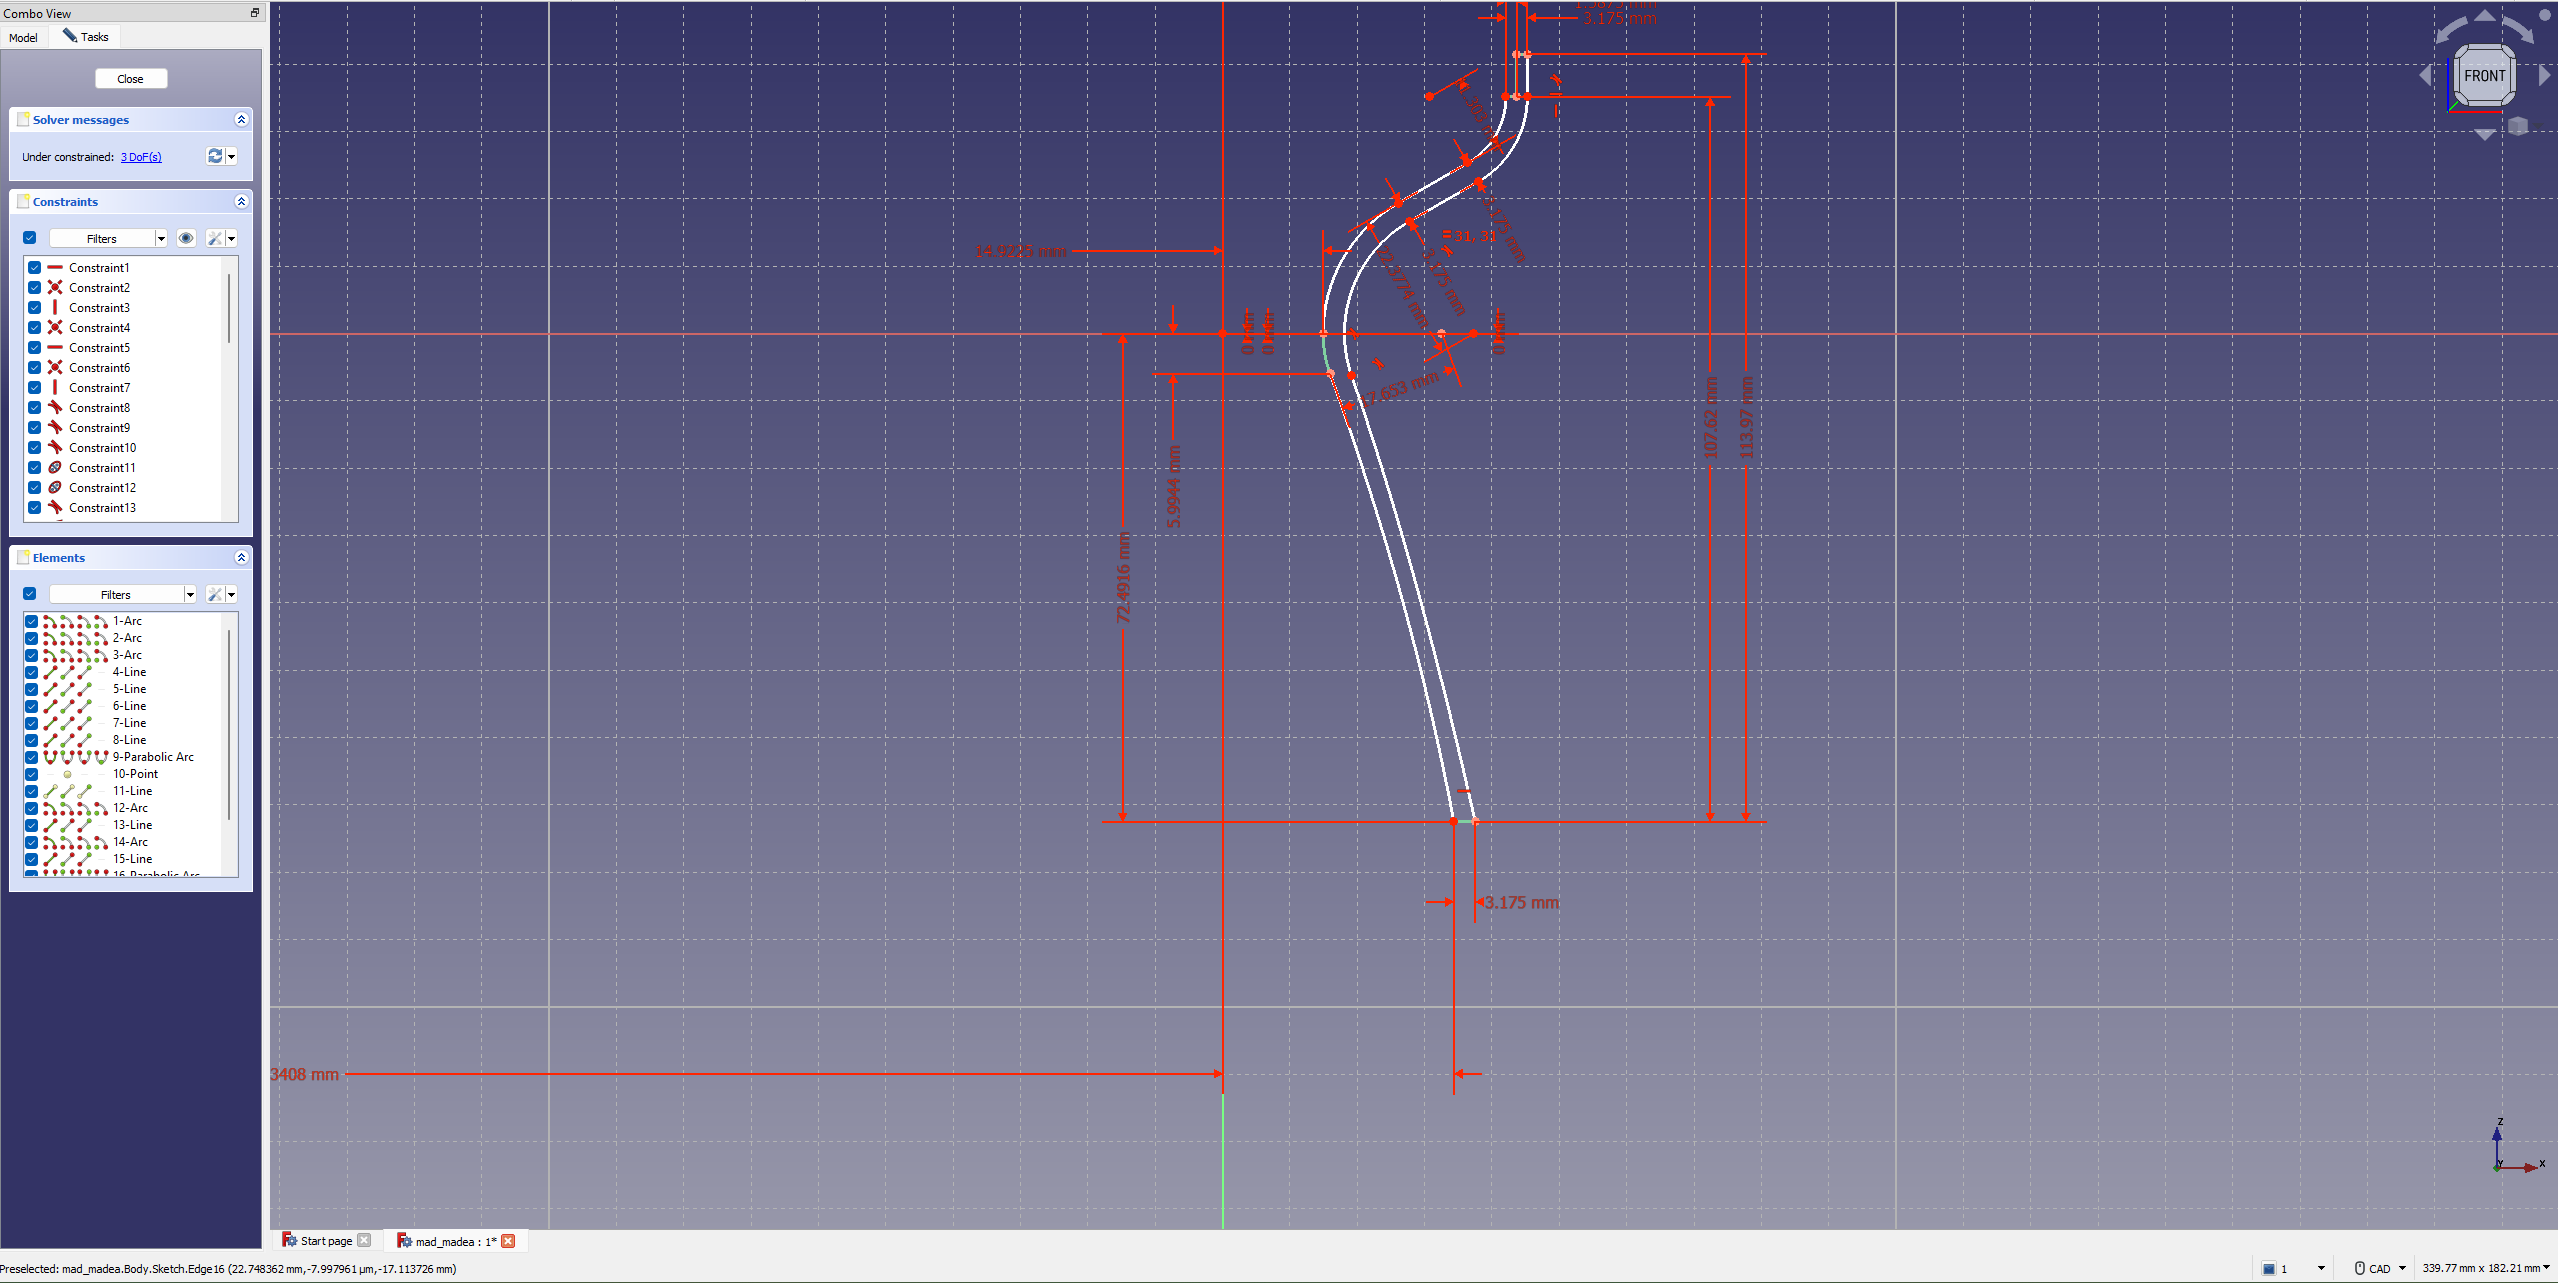 Combo View
Model
Tasks
Close
Solver messages
Under constrained: 3 DoF(s)
Constraints
Filters
Constraint1
Constraint2
Constraint3
Constraint4
Constraint5
Constraint6
Constraint7
Constraint8
Constraint9
Constraint10
Constraint11
Constraint12
Constraint13
Elements
Filters
1-Arc
2-Arc
3-Arc
4-Line
5-Line
6-Line
7-Line
8-Line
9-Parabolic Arc
10-Point
11-Line
12-Arc
13-Line
14-Arc
15-Line
16-Parabolic Arc
3.175 mm
FRONT
= 31, 31
3.175 mm
3.175 mm
17.653 mm
107.62 mm
113.97 mm
5.9944 mm
72.4916 mm
3.175 mm
3408 mm
Z
Y
X
Start page
mad_madea : 1*
Preselected: mad_madea.Body.Sketch.Edge16 (22.748362 mm,-7.997961 µm,-17.113726 mm)
1
CAD
339.77 mm x 182.21 mm